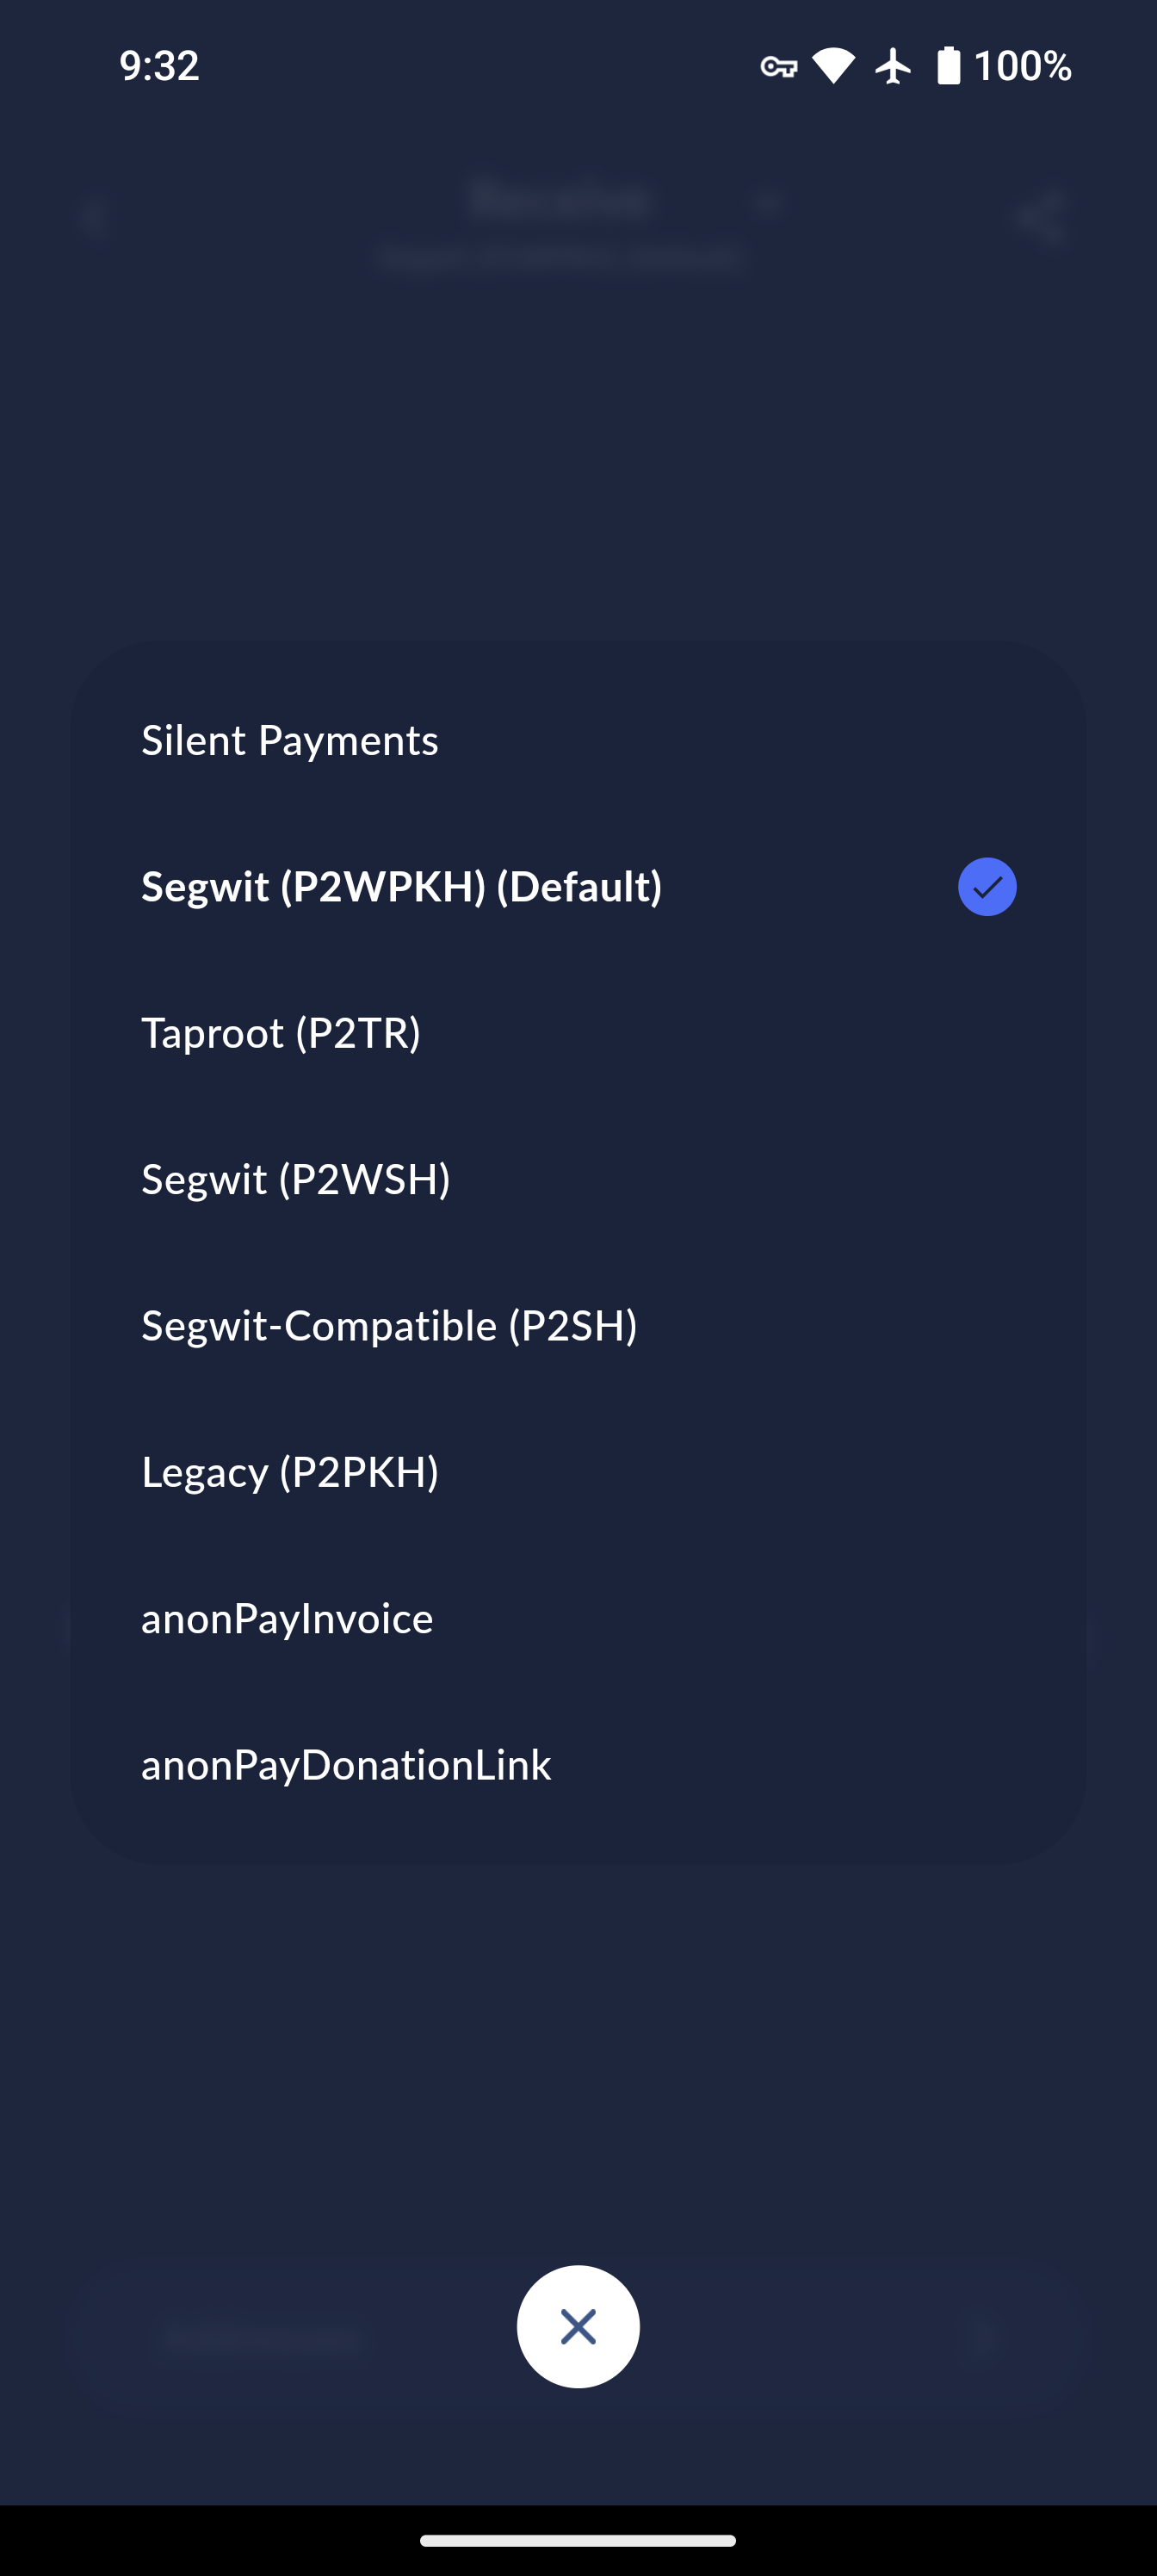 9:32
100%
Receive
Silent Payments
Segwit (P2WPKH) (Default)
Taproot (P2TR)
Segwit (P2WSH)
Segwit-Compatible (P2SH)
Legacy (P2PKH)
anonPayInvoice
anonPayDonationLink